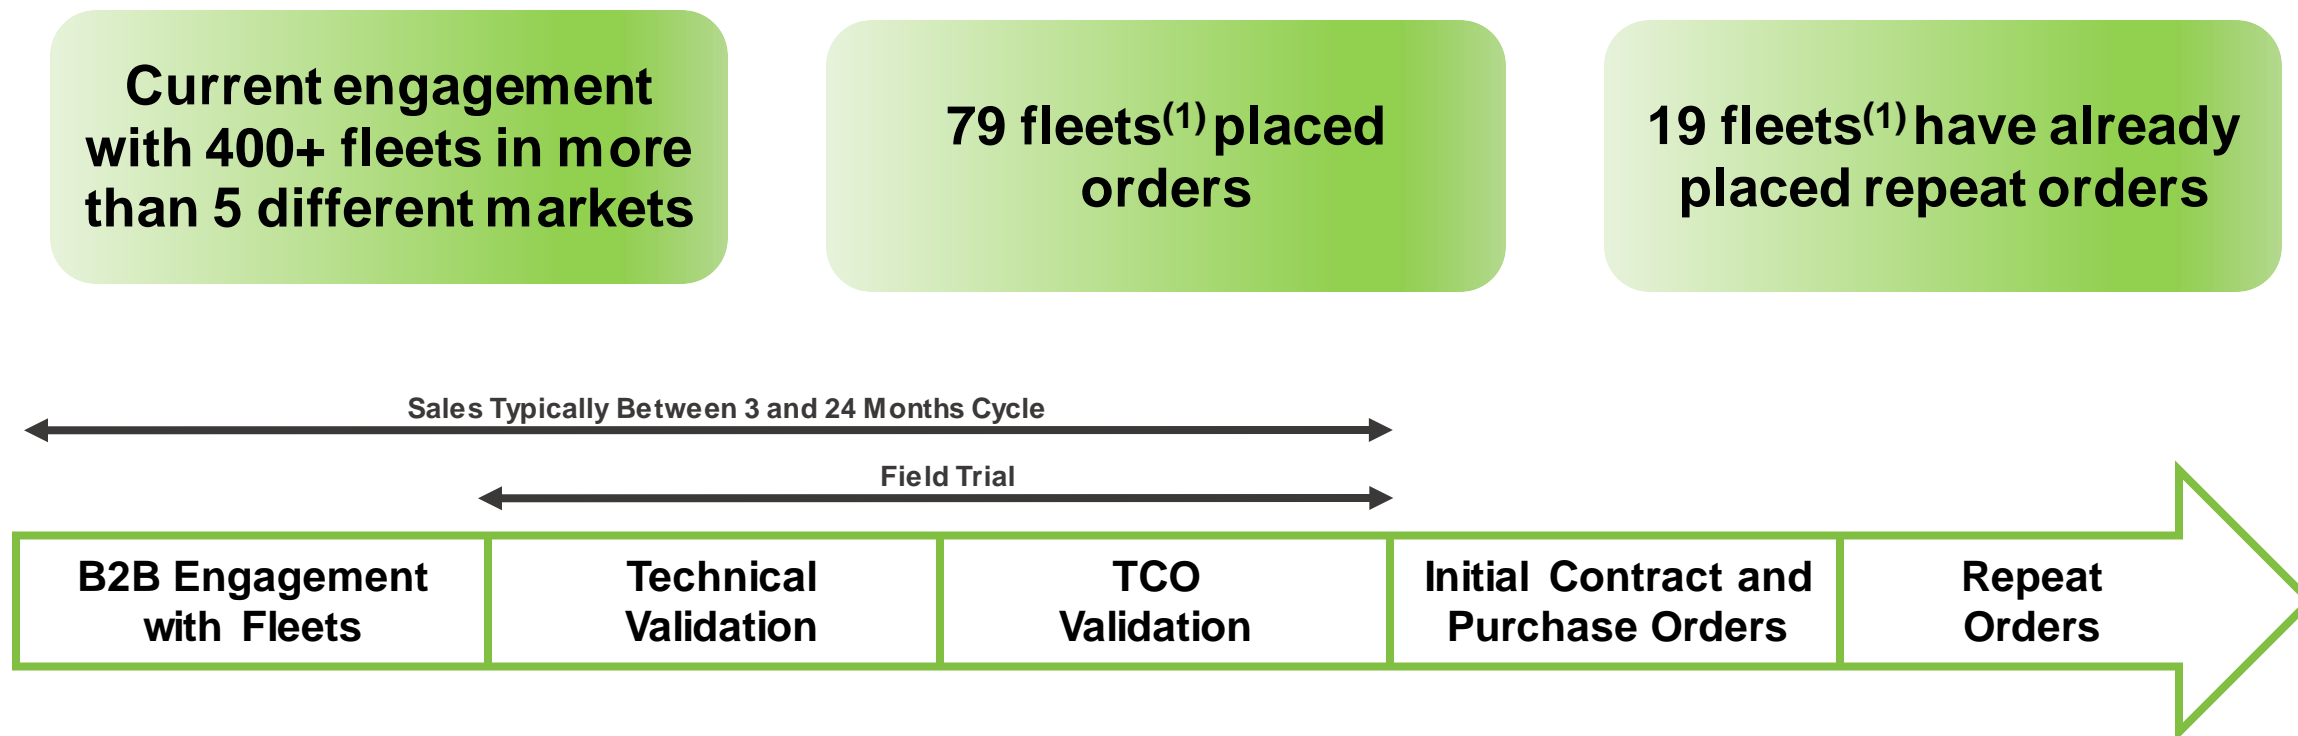 Current engagement
with 400+ fleets in more
than 5 different markets
79 fleets(1) placed
orders
19 fleets(1) have already
placed repeat orders
Sales Typically Between 3 and 24 Months Cycle
Field Trial
B2B Engagement
with Fleets
Technical
Validation
TCO
Validation
Initial Contract and
Purchase Orders
Repeat
Orders